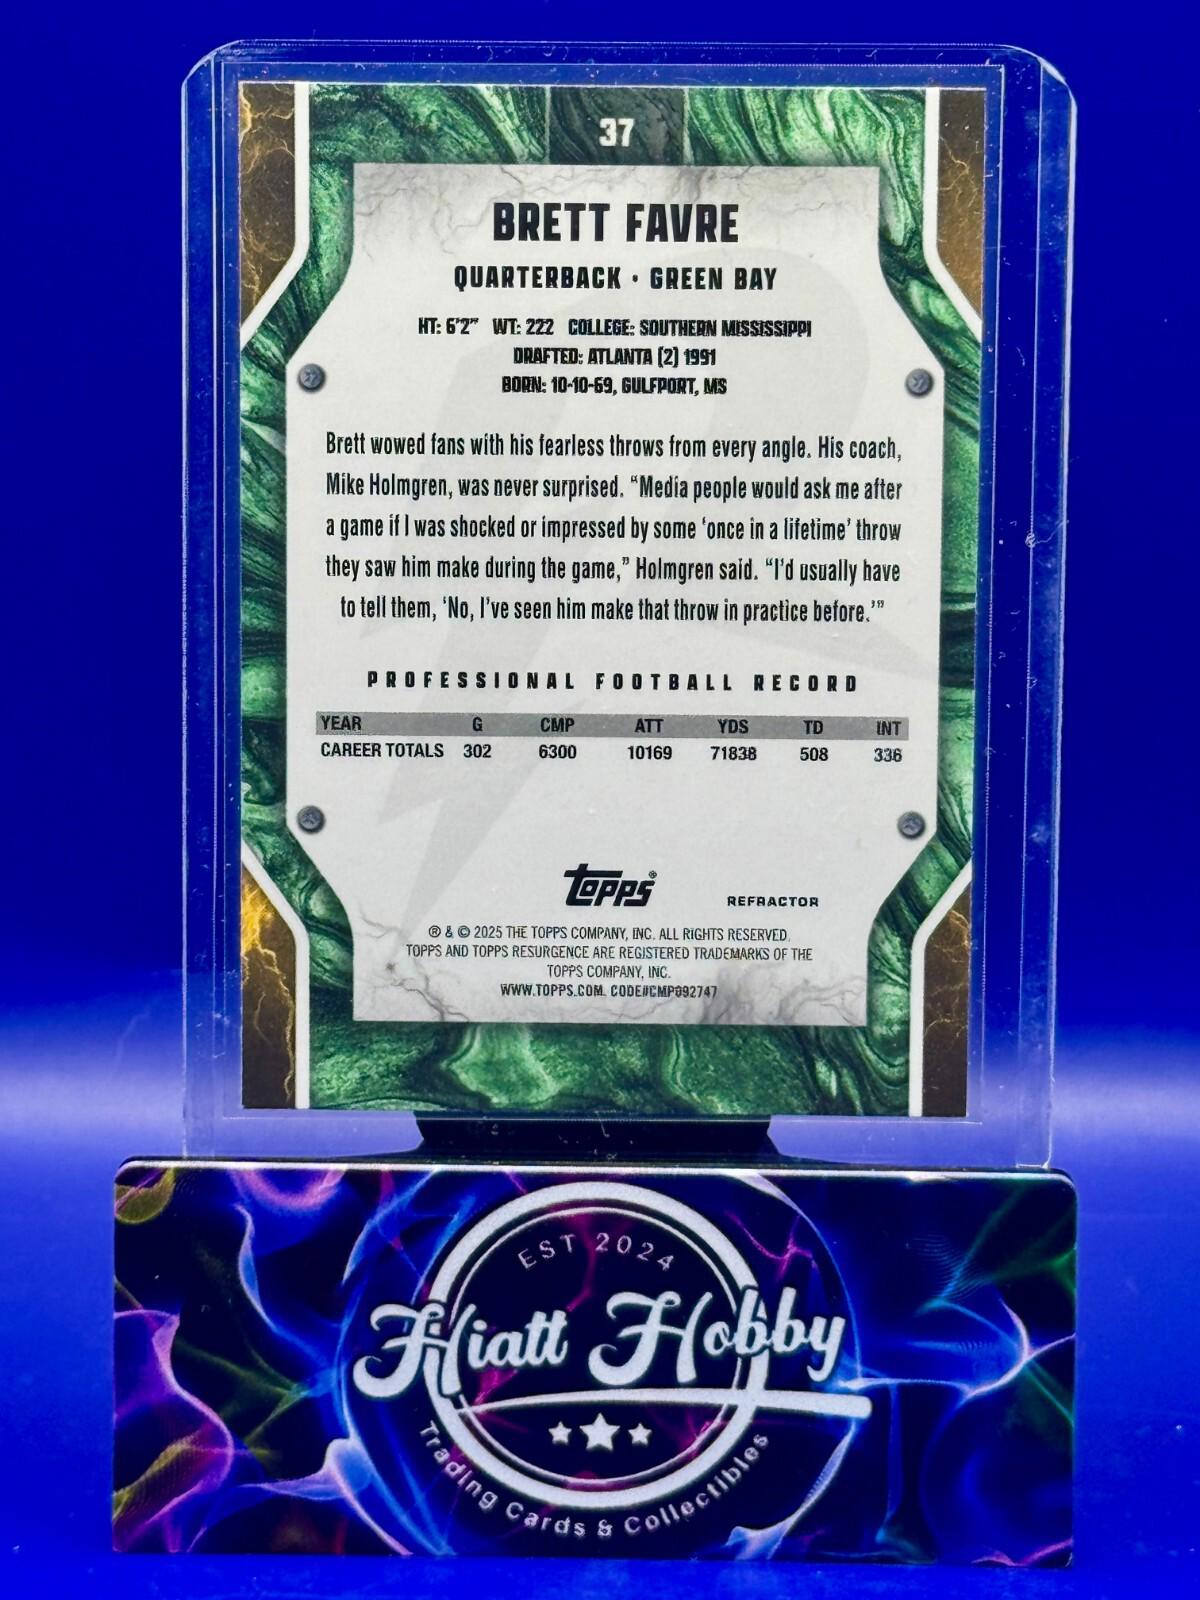 37
BRETT FAVRE
QUARTERBACK • GREEN BAY
HT: 6'2" WT: 222 COLLEGE: SOUTHERN MISSISSIPPI
DRAFTED: ATLANTA (2) 1991
BORN: 10-10-69, GULFPORT, MS
Brett wowed fans with his fearless throws from every angle. His coach,
Mike Holmgren, was never surprised. "Media people would ask me after
a game if I was shocked or impressed by some 'once in a lifetime' throw
they saw him make during the game," Holmgren said. "I'd usually have
to tell them, 'No, I've seen him make that throw in practice before.'"
PROFESSIONAL FOOTBALL RECORD
YEAR G CMP ATT YDS TD INT
CAREER TOTALS 302 6300 10169 71838 508 336
topps®
REFRACTOR
® & © 2025 THE TOPPS COMPANY, INC. ALL RIGHTS RESERVED.
TOPPS AND TOPPS RESURGENCE ARE REGISTERED TRADEMARKS OF THE
TOPPS COMPANY, INC.
WWW.TOPPS.COM. CODE#CMP092747
EST 2024
Hiatt Hobby
Trading Cards & Collectibles